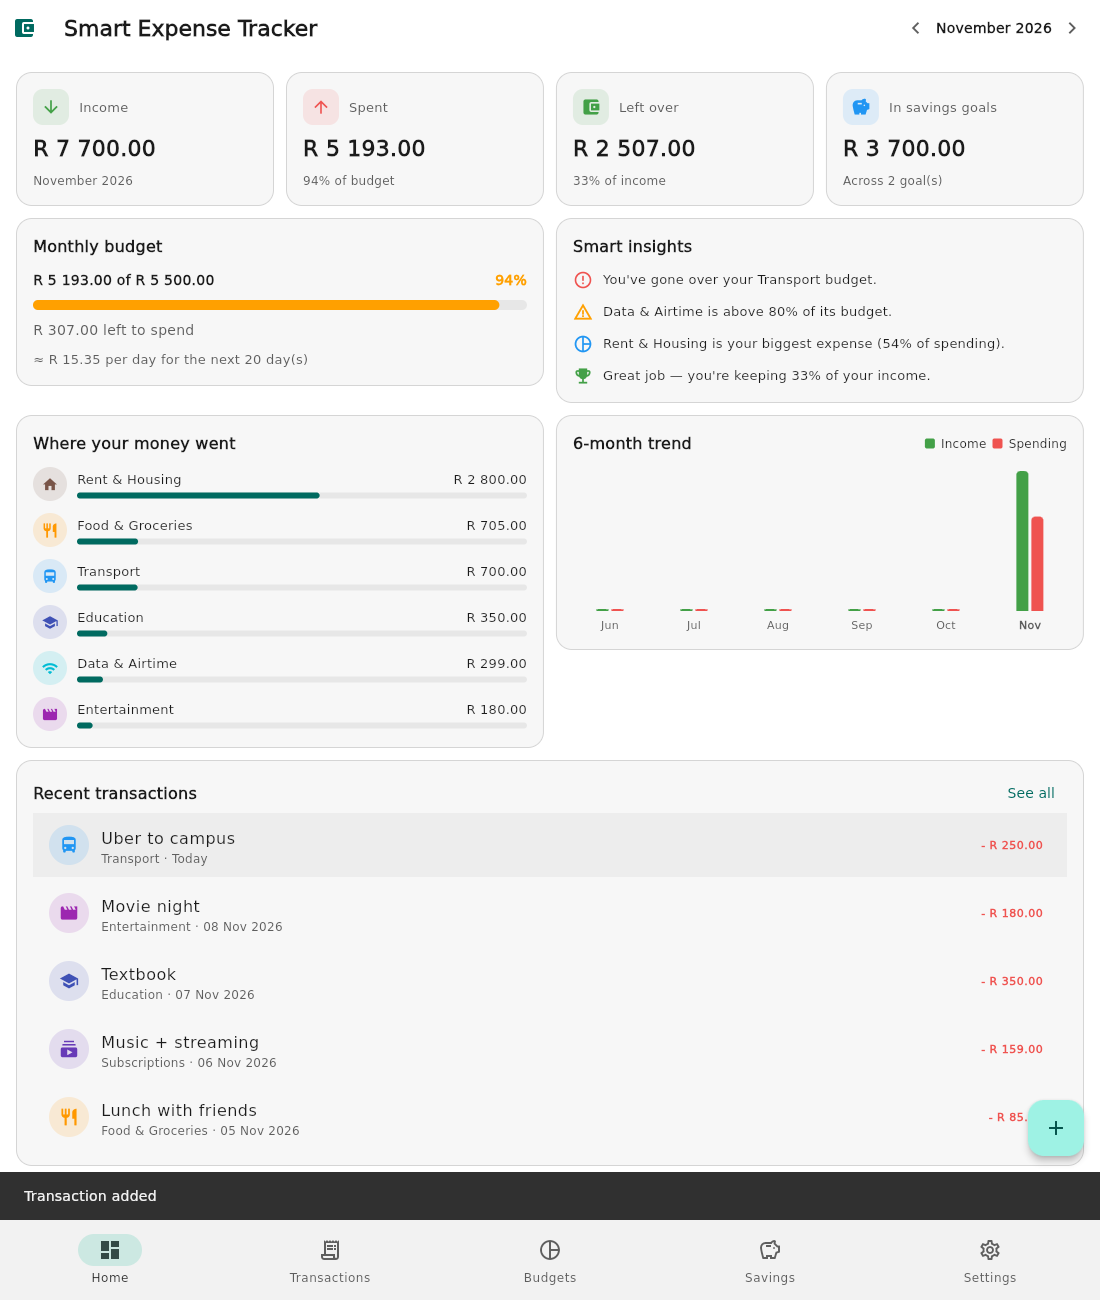 Smart Expense Tracker
November 2026
Income
R 7 700.00
November 2026
Spent
R 5 193.00
94% of budget
Left over
R 2 507.00
33% of income
In savings goals
R 3 700.00
Across 2 goal(s)
Monthly budget
R 5 193.00 of R 5 500.00
94%
R 307.00 left to spend
≈ R 15.35 per day for the next 20 day(s)
Smart insights
You've gone over your Transport budget.
Data & Airtime is above 80% of its budget.
Rent & Housing is your biggest expense (54% of spending).
Great job — you're keeping 33% of your income.
Where your money went
Rent & Housing R 2 800.00
Food & Groceries R 705.00
Transport R 700.00
Education R 350.00
Data & Airtime R 299.00
Entertainment R 180.00
6-month trend
Income Spending
Jun Jul Aug Sep Oct Nov
Recent transactions
See all
Uber to campus
Transport · Today
- R 250.00
Movie night
Entertainment · 08 Nov 2026
- R 180.00
Textbook
Education · 07 Nov 2026
- R 350.00
Music + streaming
Subscriptions · 06 Nov 2026
- R 159.00
Lunch with friends
Food & Groceries · 05 Nov 2026
- R 85.
Transaction added
Home
Transactions
Budgets
Savings
Settings